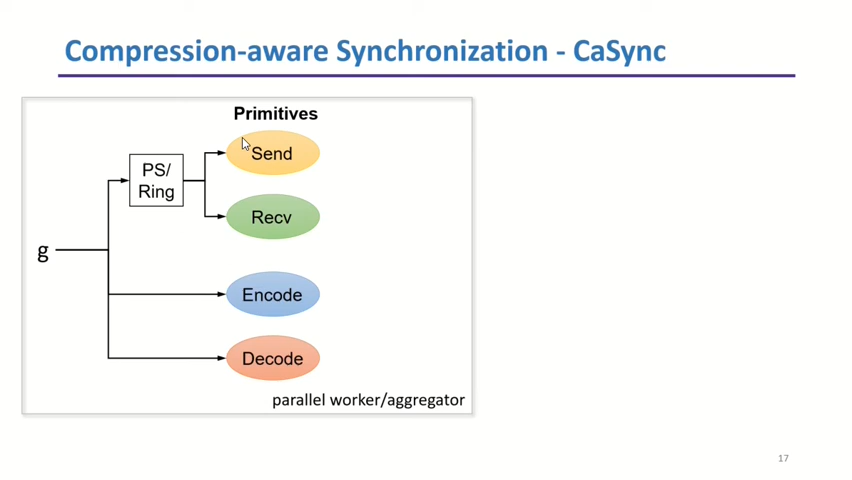 Compression-aware Synchronization - CaSync
Primitives
PS/
Ring
Send
Recv
g
Encode
Decode
parallel worker/aggregator
17